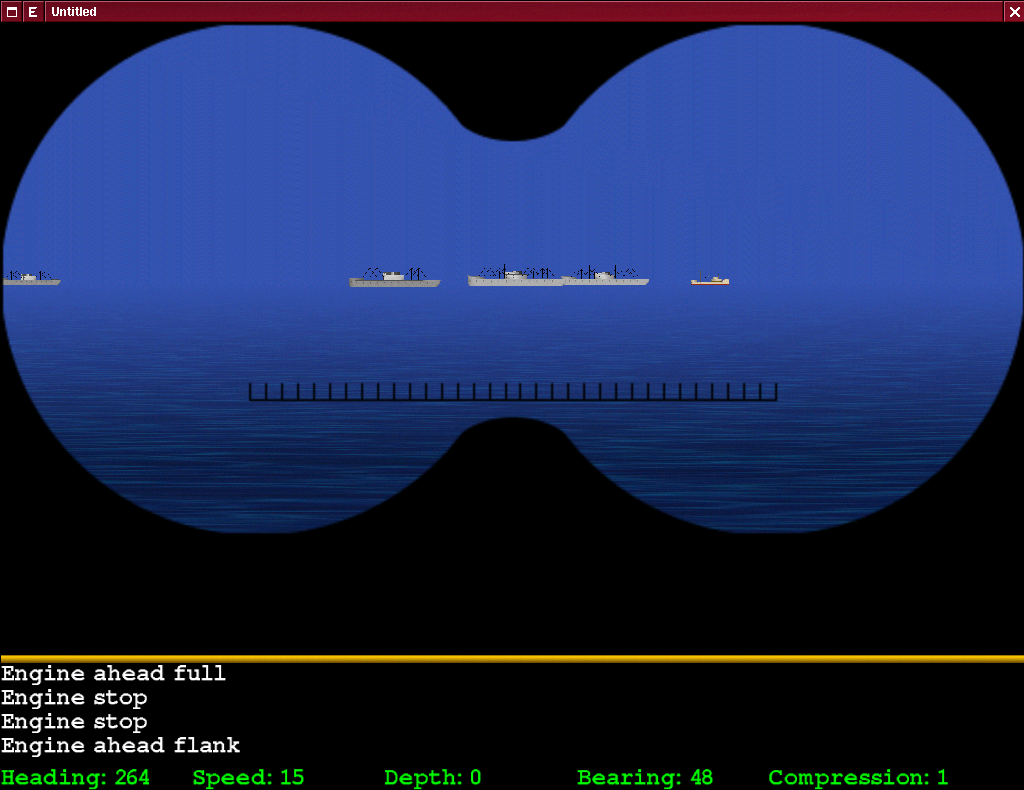 E Untitled
Engine ahead full
Engine stop
Engine stop
Engine ahead flank
Heading: 264 Speed: 15 Depth: 0 Bearing: 48 Compression: 1